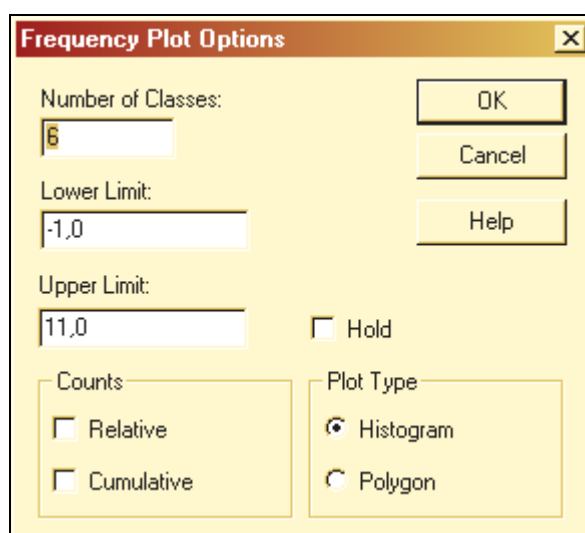 Frequency Plot Options
Number of Classes:
6
OK
Cancel
Lower Limit:
-1,0
Help
Upper Limit:
11,0
Hold
Counts
Relative
Cumulative
Plot Type
Histogram
Polygon